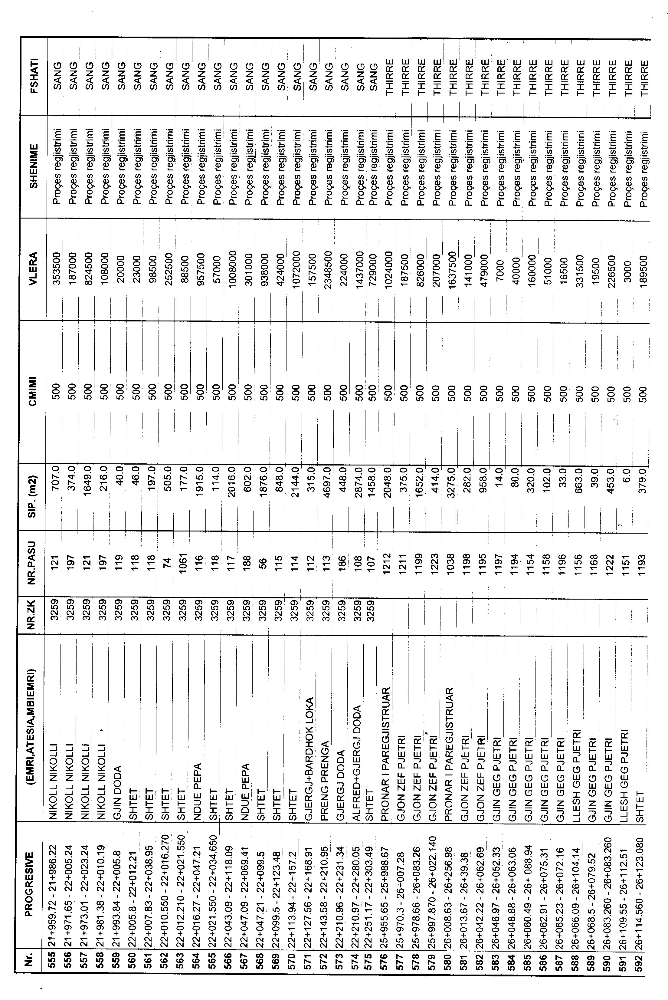 Nr. PROGRESIVE (EMRI,ATESIA,MBIEMRI) NR.ZK NR.PASU SIP. (m2) CMIMI VLERA SHENIME FSHATI
555 21+959.72 - 21+986.22 NIKOLL NIKOLLI 3259 121 707.0 500 353500 Proçes regjistrimi SANG
556 21+971.65 - 22+005.24 NIKOLL NIKOLLI 3259 197 374.0 500 187000 Proçes regjistrimi SANG
557 21+973.01 - 22+023.24 NIKOLL NIKOLLI 3259 121 1649.0 500 824500 Proçes regjistrimi SANG
558 21+981.38 - 22+010.19 NIKOLL NIKOLLI 3259 197 216.0 500 108000 Proçes regjistrimi SANG
559 21+993.84 - 22+005.8 GJIN DODA 3259 119 40.0 500 20000 Proçes regjistrimi SANG
560 22+005.8 - 22+012.21 SHTET 3259 118 46.0 500 23000 Proçes regjistrimi SANG
561 22+007.83 - 22+038.95 SHTET 3259 118 197.0 500 98500 Proçes regjistrimi SANG
562 22+010.550 - 22+016.270 SHTET 3259 74 505.0 500 252500 Proçes regjistrimi SANG
563 22+012.210 - 22+021.550 SHTET 3259 1061 177.0 500 88500 Proçes regjistrimi SANG
564 22+016.27 - 22+047.21 NDUE PEPA 3259 116 1915.0 500 957500 Proçes regjistrimi SANG
565 22+021.550 - 22+034.650 SHTET 3259 118 114.0 500 57000 Proçes regjistrimi SANG
566 22+043.09 - 22+118.09 SHTET 3259 117 2016.0 500 1008000 Proçes regjistrimi SANG
567 22+047.09 - 22+069.41 NDUE PEPA 3259 188 602.0 500 301000 Proçes regjistrimi SANG
568 22+047.21 - 22+099.5 SHTET 3259 56 1876.0 500 938000 Proçes regjistrimi SANG
569 22+099.5 - 22+123.48 SHTET 3259 115 848.0 500 424000 Proçes regjistrimi SANG
570 22+113.94 - 22+157.2 SHTET 3259 114 2144.0 500 1072000 Proçes regjistrimi SANG
571 22+127.56 - 22+168.91 GJERGJ+BARDHOK LOKA 3259 112 315.0 500 157500 Proçes regjistrimi SANG
572 22+143.58 - 22+210.95 PRENG PRENGA 3259 113 4697.0 500 2348500 Proçes regjistrimi SANG
573 22+210.96 - 22+231.34 GJERGJ DODA 3259 186 448.0 500 224000 Proçes regjistrimi SANG
574 22+210.97 - 22+280.05 ALFRED+GJERGJ DODA 3259 108 2874.0 500 1437000 Proçes regjistrimi SANG
575 22+251.17 - 22+303.49 SHTET 3259 107 1458.0 500 729000 Proçes regjistrimi SANG
576 25+955.65 - 25+988.67 PRONAR I PAREGJISTRUAR 1212 2048.0 500 1024000 Proçes regjistrimi THIRRE
577 25+970.3 - 26+007.28 GJON ZEF PJETRI 1211 375.0 500 187500 Proçes regjistrimi THIRRE
578 25+978.66 - 26+083.26 GJON ZEF PJETRI 1199 1652.0 500 826000 Proçes regjistrimi THIRRE
579 25+997.870 - 26+022.140 GJON ZEF PJETRI 1223 414.0 500 207000 Proçes regjistrimi THIRRE
580 26+008.63 - 26+256.98 PRONAR I PAREGJISTRUAR 1038 3275.0 500 1637500 Proçes regjistrimi THIRRE
581 26+013.67 - 26+39.38 GJON ZEF PJETRI 1198 282.0 500 141000 Proçes regjistrimi THIRRE
582 26+042.22 - 26+062.69 GJON ZEF PJETRI 1195 958.0 500 479000 Proçes regjistrimi THIRRE
583 26+046.97 - 26+052.33 GJIN GEG PJETRI 1197 14.0 500 7000 Proçes regjistrimi THIRRE
584 26+048.88 - 26+063.06 GJIN GEG PJETRI 1194 80.0 500 40000 Proçes regjistrimi THIRRE
585 26+060.49 - 26+ 088.94 GJIN GEG PJETRI 1154 320.0 500 160000 Proçes regjistrimi THIRRE
586 26+062.91 - 26+075.31 GJIN GEG PJETRI 1158 102.0 500 51000 Proçes regjistrimi THIRRE
587 26+065.23 - 26+072.16 GJIN GEG PJETRI 1196 33.0 500 16500 Proçes regjistrimi THIRRE
588 26+066.09 - 26+104.14 LLESH GEG PJETRI 1156 663.0 500 331500 Proçes regjistrimi THIRRE
589 26+068.5 - 26+079.52 GJIN GEG PJETRI 1168 39.0 500 19500 Proçes regjistrimi THIRRE
590 26+083.260 - 26+083.260 GJIN GEG PJETRI 1222 453.0 500 226500 Proçes regjistrimi THIRRE
591 26+109.55 - 26+112.51 LLESH GEG PJETRI 1151 6.0 500 3000 Proçes regjistrimi THIRRE
592 26+114.560 - 26+123.080 SHTET 1193 379.0 500 189500 Proçes regjistrimi THIRRE